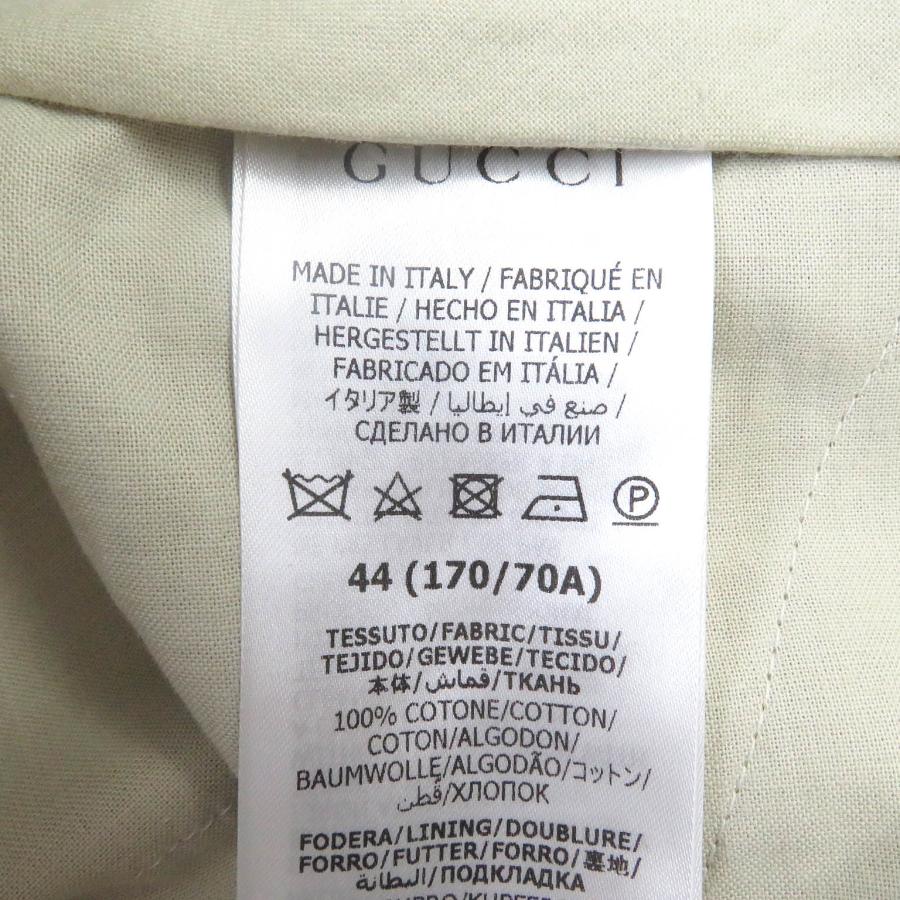 GUCCI
MADE IN ITALY / FABRIQUÉ EN
ITALIE / HECHO EN ITALIA /
HERGESTELLT IN ITALIEN /
FABRICADO EM ITÁLIA /
イタリア製 / صنع في إيطاليا /
СДЕЛАНО В ИТАЛИИ
P
44 (170/70A)
TESSUTO/FABRIC/TISSU/
TEJIDO/GEWEBE/TECIDO/
本体/قماش/ТКАНЬ
100% COTONE/COTTON/
COTON/ALGODON/
BAUMWOLLE/ALGODÃO/コットン/
قطن/ХЛОПОК
FODERA/LINING/DOUBLURE/
FORRO/FUTTER/FORRO/裏地/
البطانة/ПОДКЛАДКА